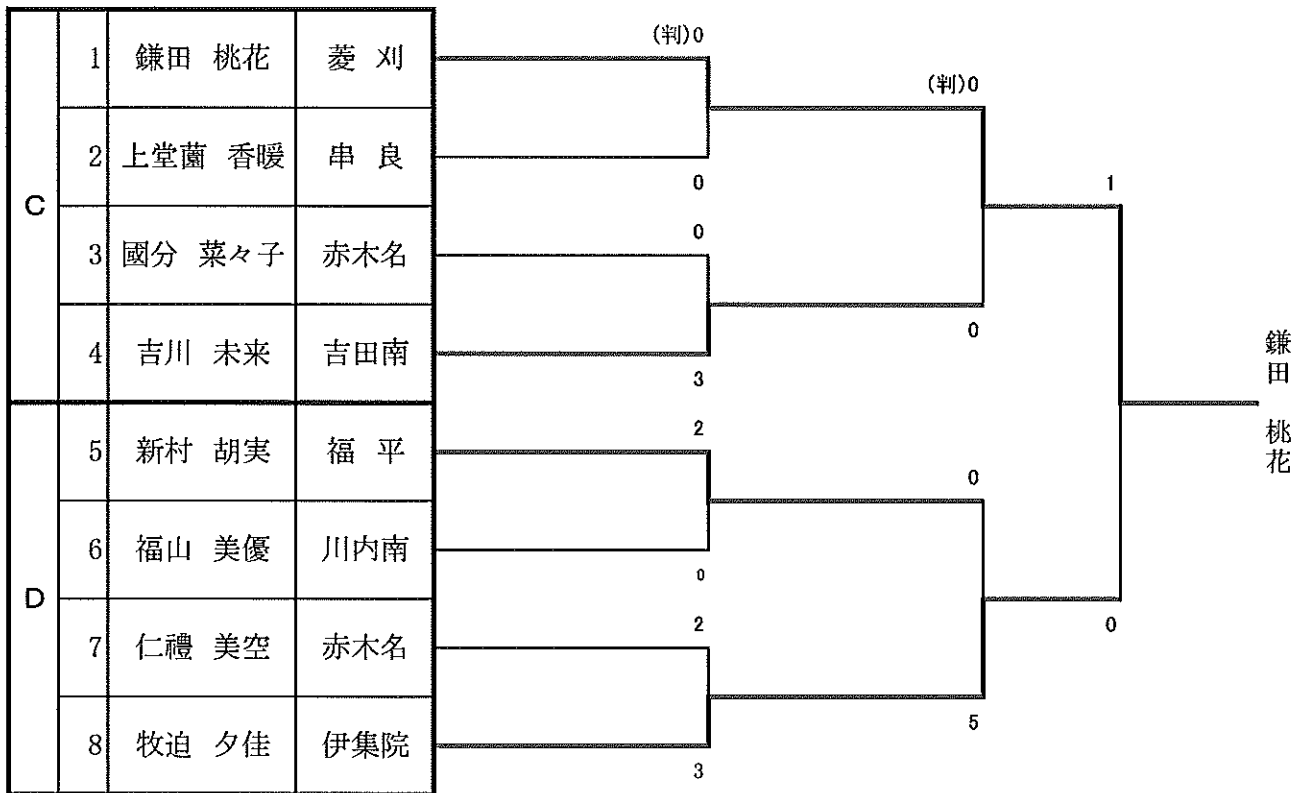 C
1 鎌田 桃花 菱 刈
2 上堂薗 香暖 串 良
3 國分 菜々子 赤木名
4 吉川 未来 吉田南
D
5 新村 胡実 福 平
6 福山 美優 川内南
7 仁禮 美空 赤木名
8 牧迫 夕佳 伊集院
(判)0
0
0
3
2
0
2
3
(判)0
0
0
5
1
0
鎌田 桃花